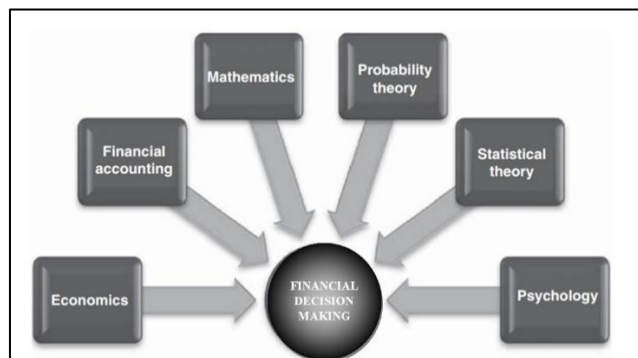 Mathematics
Probability
theory
Financial
accounting
Statistical
theory
Economics
FINANCIAL
DECISION
MAKING
Psychology